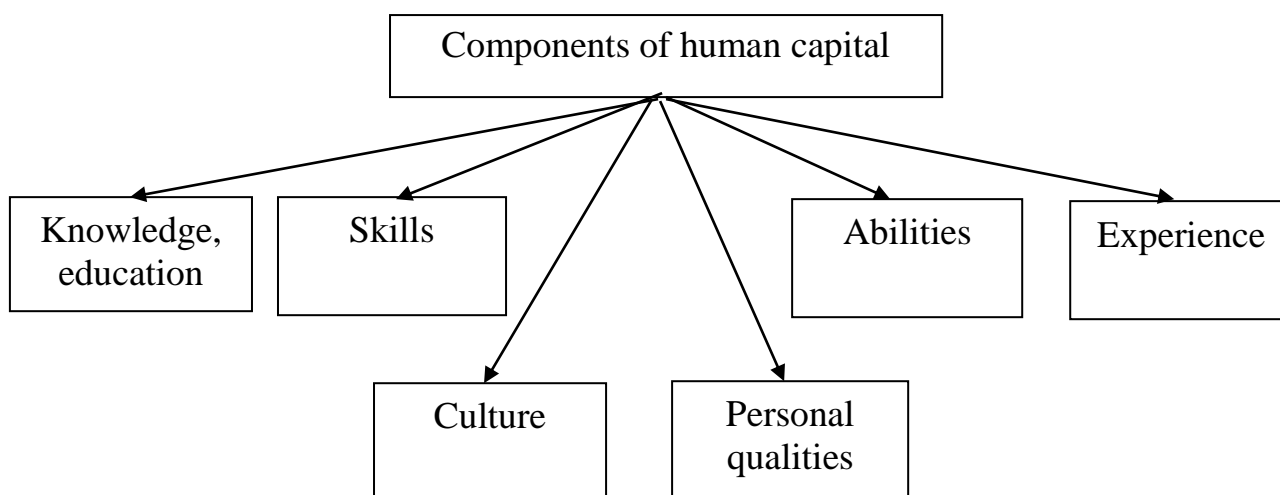 Components of human capital
Knowledge,
education
Skills
Abilities
Experience
Culture
Personal
qualities